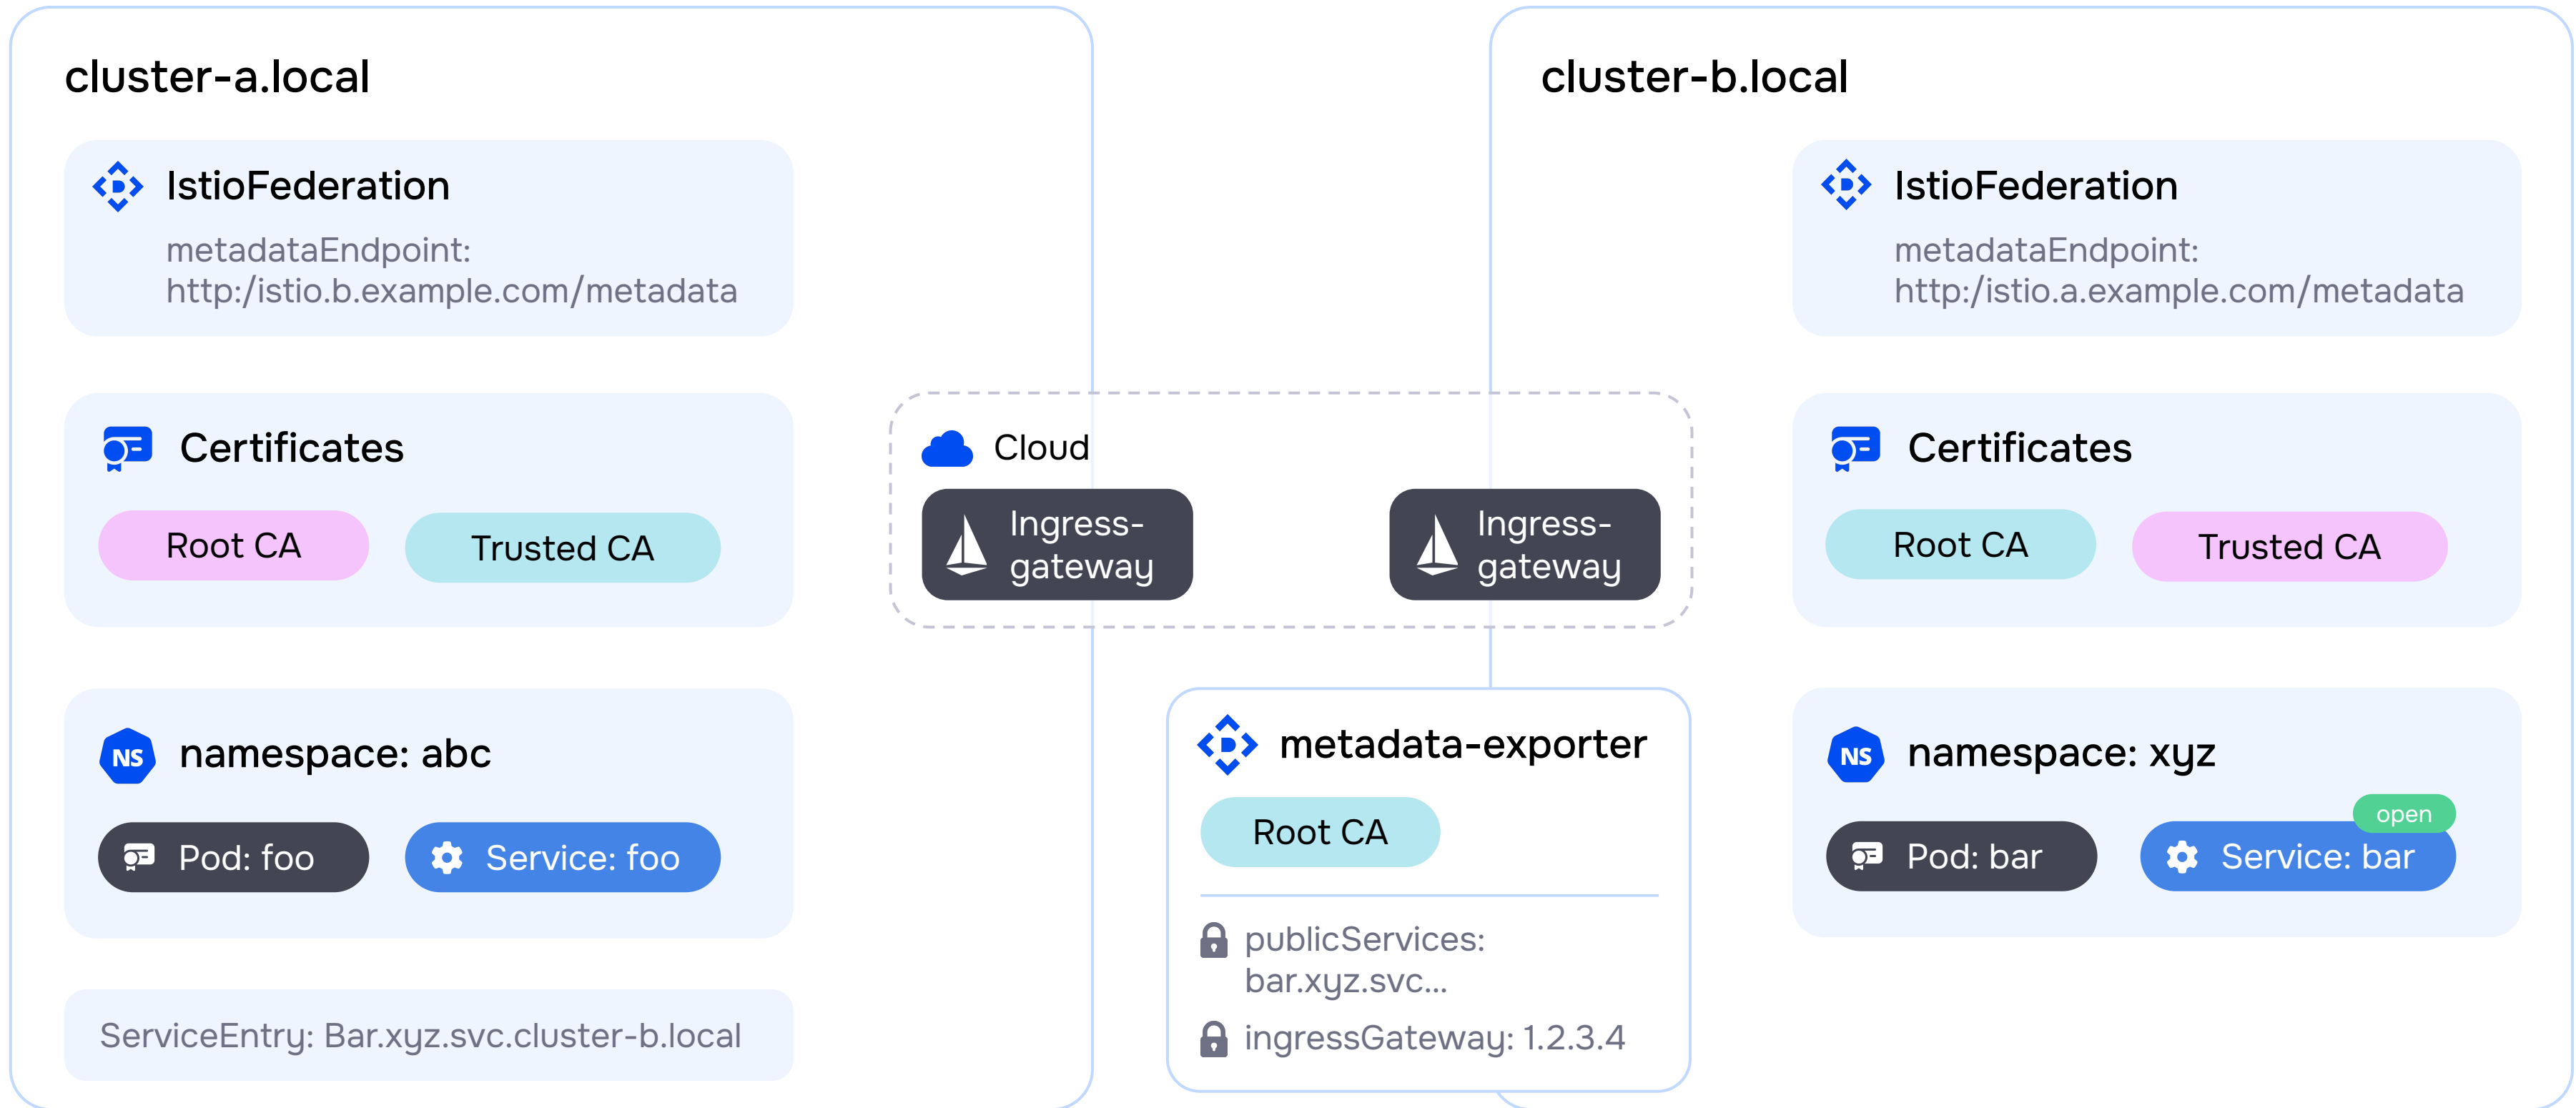 cluster-a.local
IstioFederation
metadataEndpoint:
http:/istio.b.example.com/metadata
Certificates
Root CA
Trusted CA
NS
namespace: abc
Pod: foo
Service: foo
ServiceEntry: Bar.xyz.svc.cluster-b.local
Cloud
Ingress-
gateway
Ingress-
gateway
metadata-exporter
Root CA
publicServices:
bar.xyz.svc...
ingressGateway: 1.2.3.4
cluster-b.local
IstioFederation
metadataEndpoint:
http:/istio.a.example.com/metadata
Certificates
Root CA
Trusted CA
NS
namespace: xyz
open
Pod: bar
Service: bar